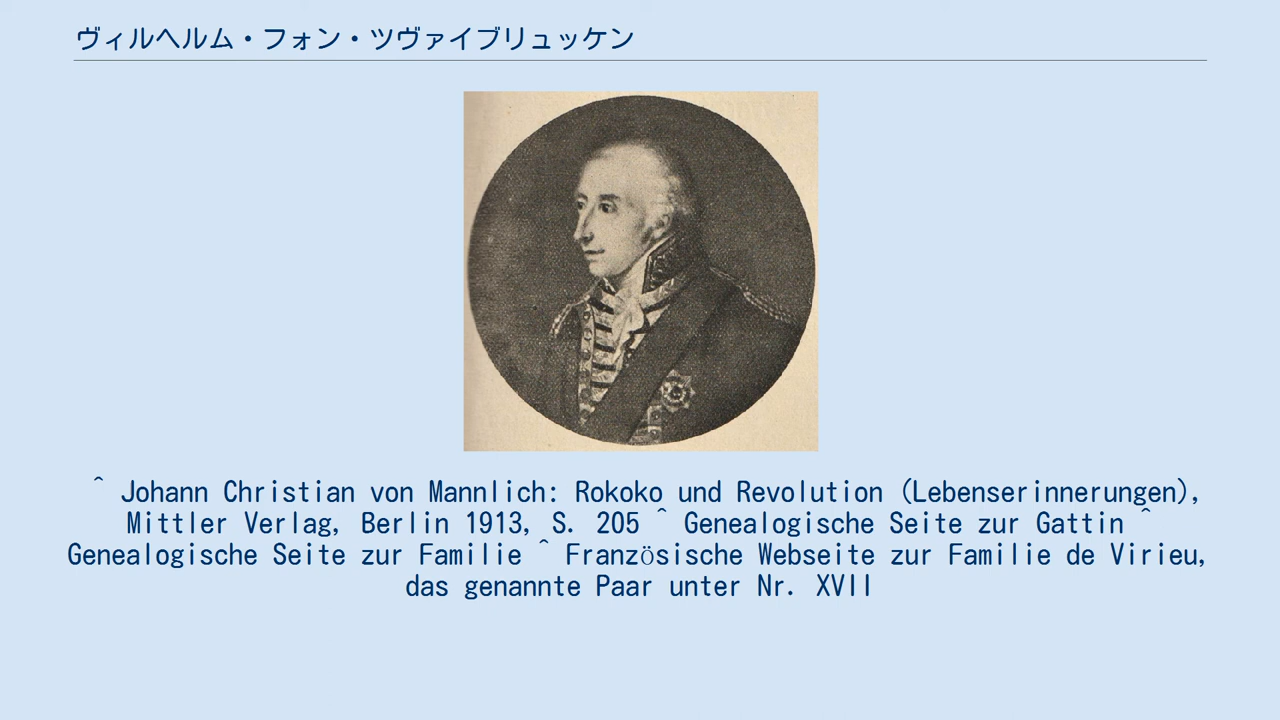 ヴィルヘルム・フォン・ツヴァイブリュッケン
^ Johann Christian von Mannlich: Rokoko und Revolution (Lebenserinnerungen),
Mittler Verlag, Berlin 1913, S. 205 ^ Genealogische Seite zur Gattin ^
Genealogische Seite zur Familie ^ Französische Webseite zur Familie de Virieu,
das genannte Paar unter Nr. XVII